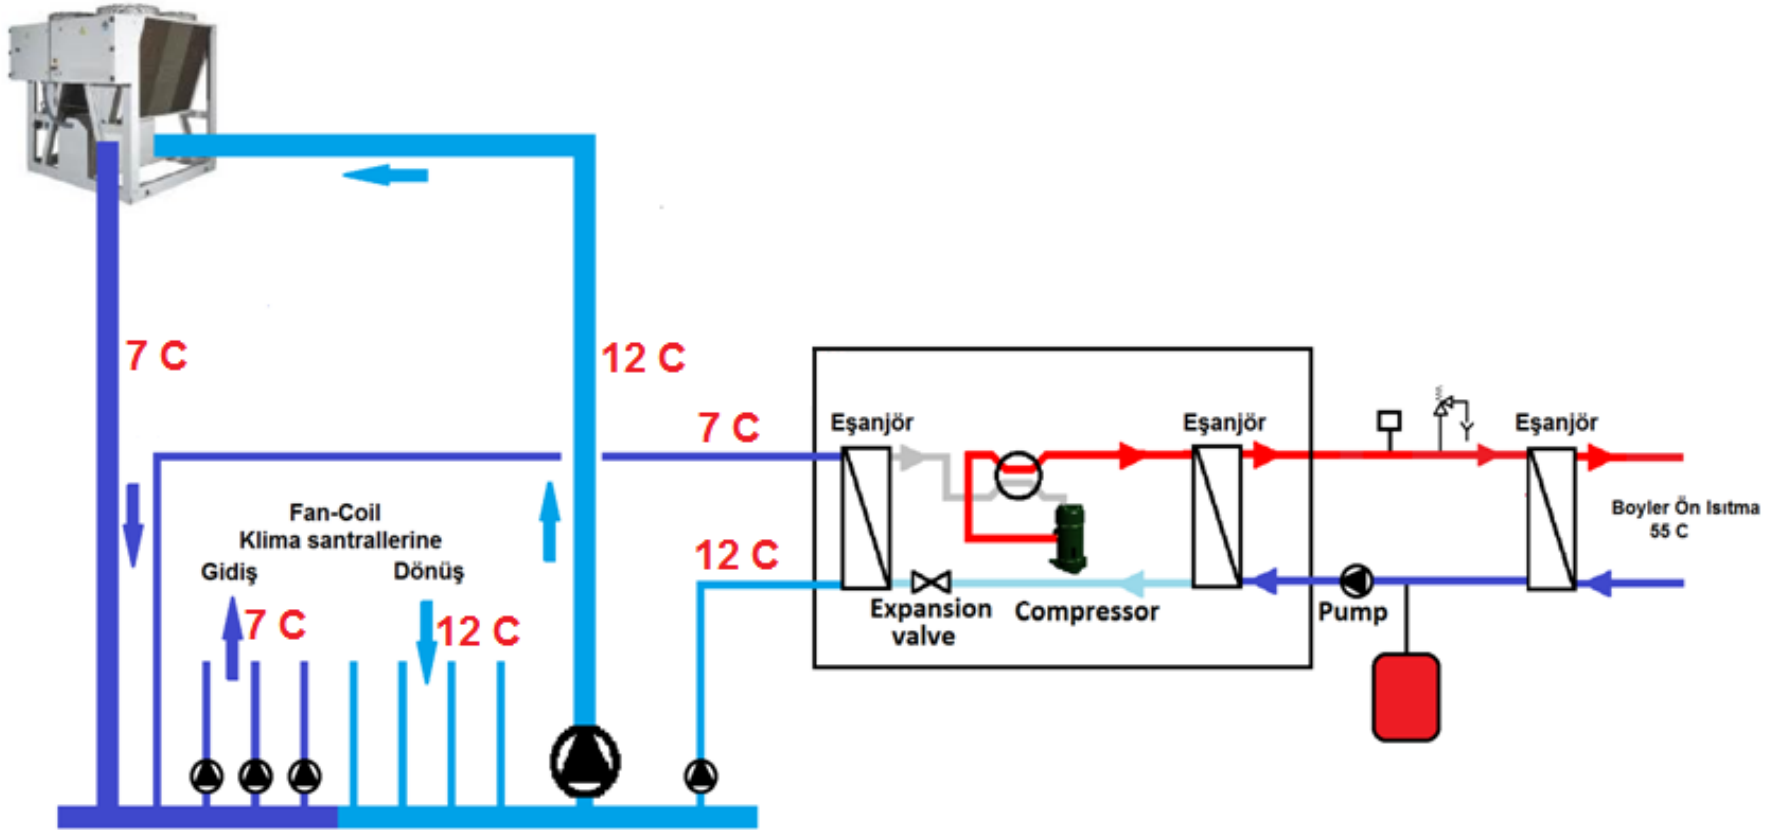 7 C
12 C
7 C
Eşanjör
Eşanjör
Eşanjör
Fan-Coil
Klima santrallerine
Gidiş
Dönüş
7 C
12 C
12 C
Expansion
valve
Compressor
Pump
Boyler Ön Isıtma
55 C